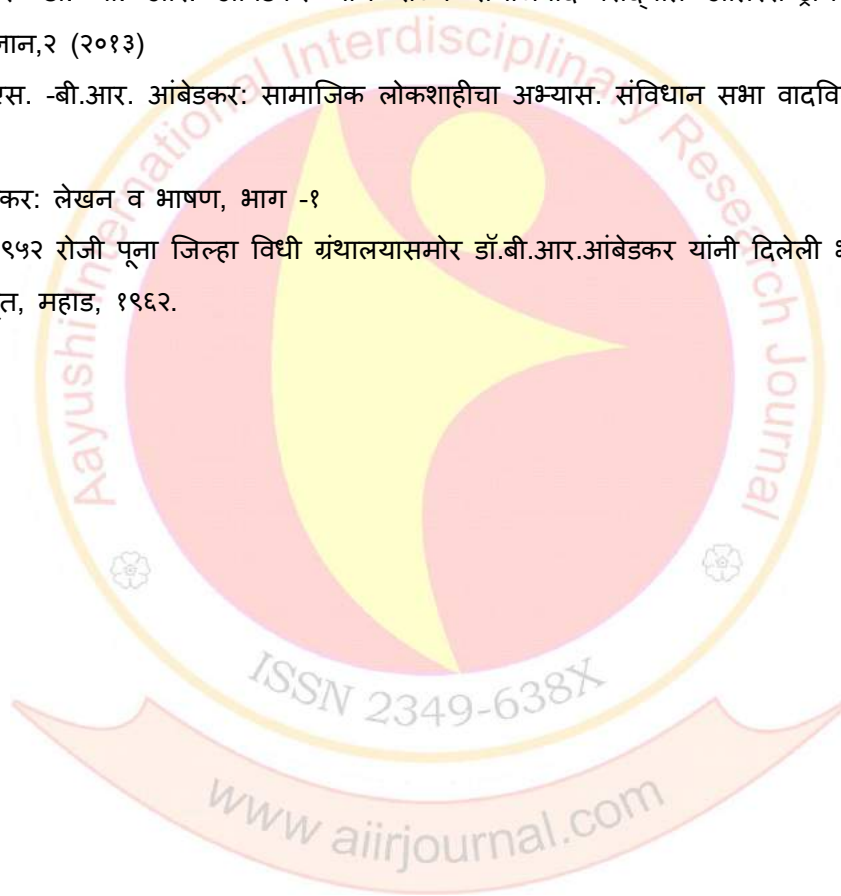 ज्ञान,२ (२०१३)
एस. -बी.आर. आंबेडकर: सामाजिक लोकशाहीचा अभ्यास. संविधान सभा
कर: लेखन व भाषण, भाग -१
९५२ रोजी पूना जिल्हा विधी ग्रंथालयासमोर डॉ.बी.आर.आंबेडकर यांनी दिलेली
महाड, १९६२.
Aayushi International Interdisciplinary Research Journal
ISSN 2349-638X
www aiirjournal.com